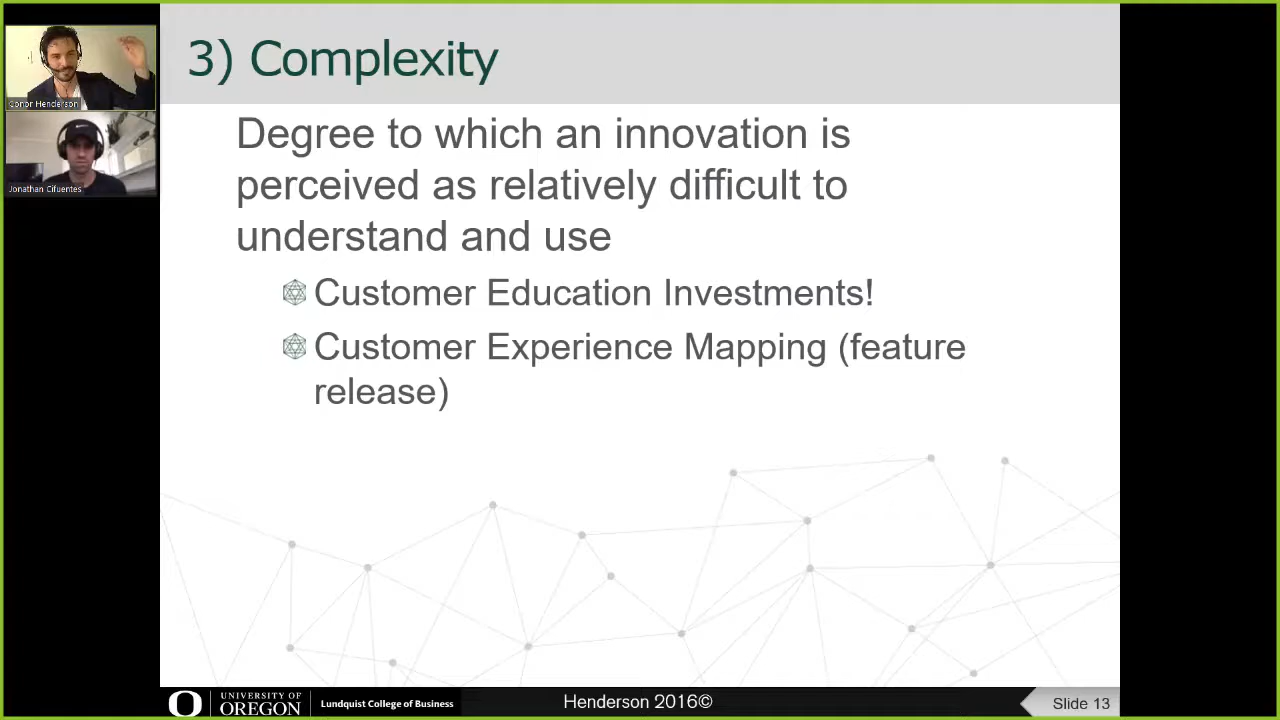 3) Complexity
Conor Henderson
Jonathan Cifuentes
Degree to which an innovation is
perceived as relatively difficult to
understand and use
Customer Education Investments!
Customer Experience Mapping (feature
release)
UNIVERSITY OF
OREGON
Lundquist College of Business
Henderson 2016©
Slide 13